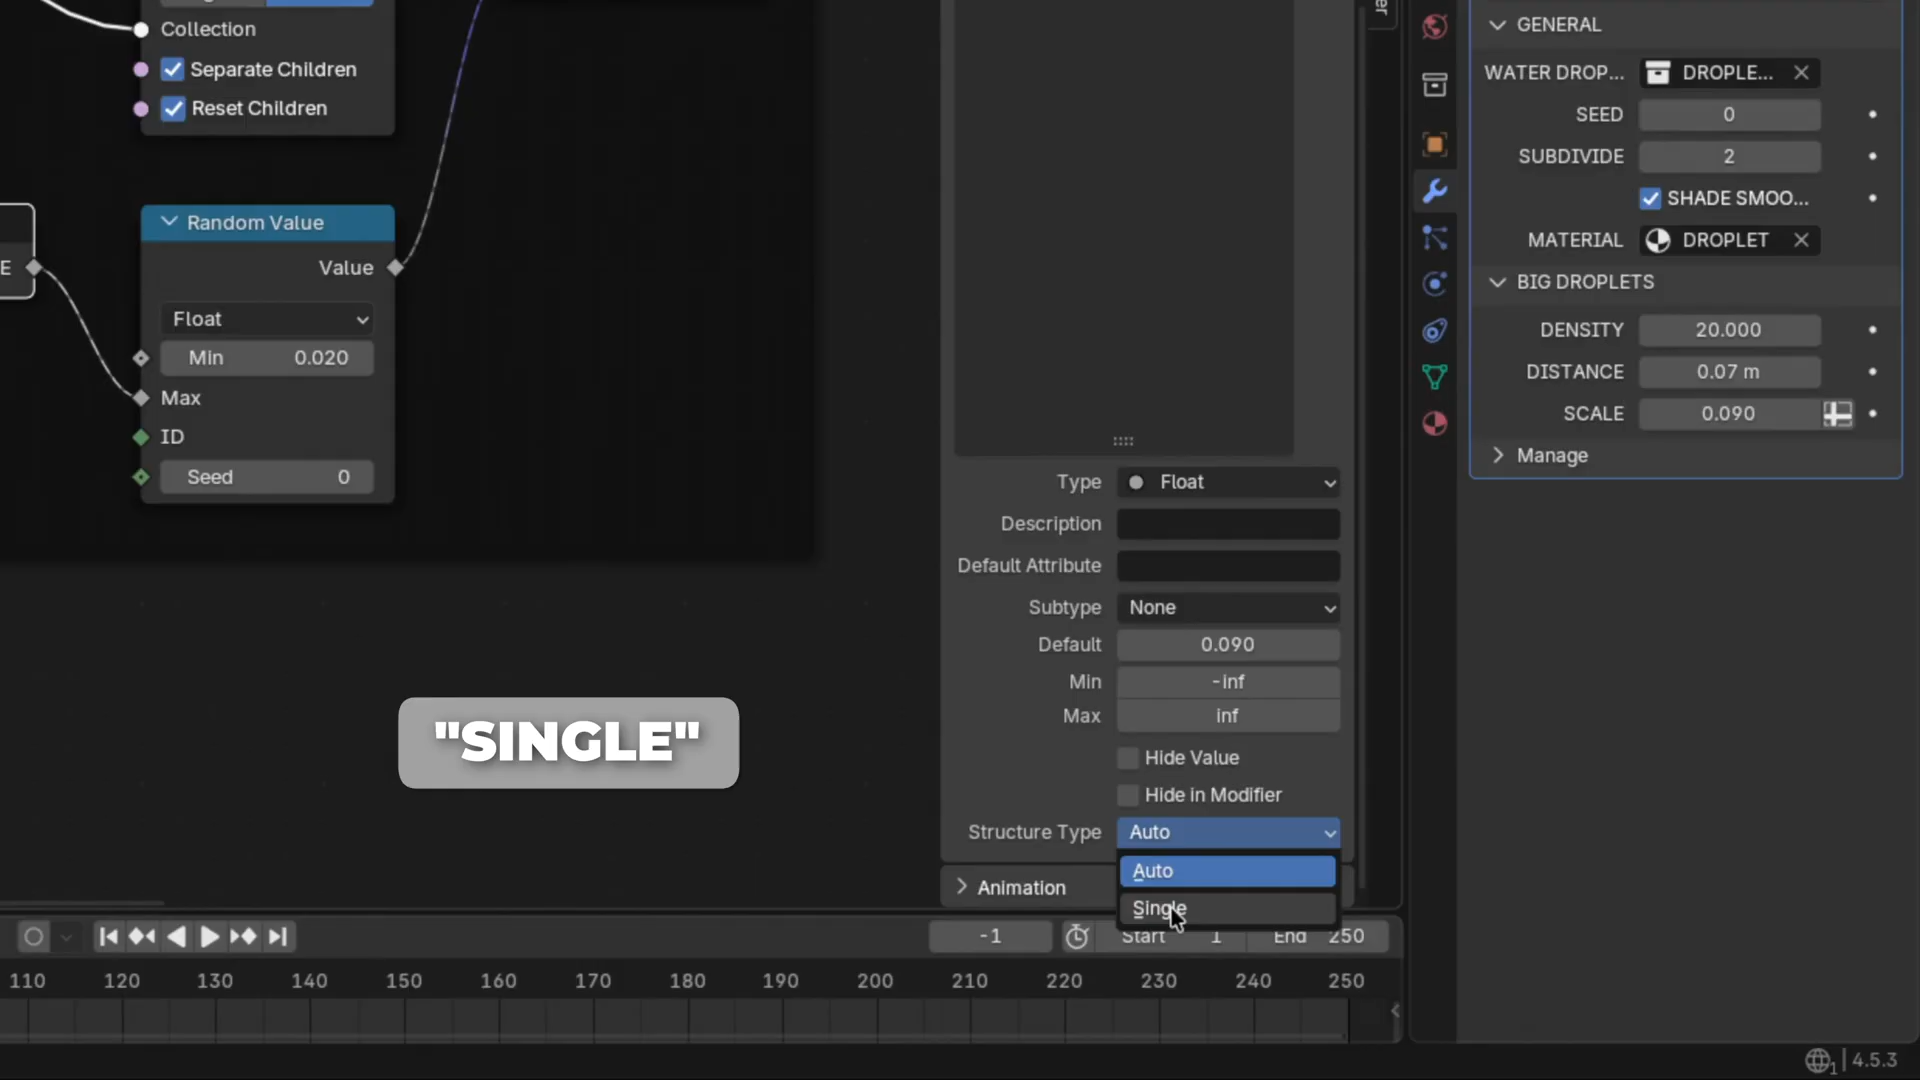 Collection
Separate Children
Reset Children
Random Value
E
Value
Float
Min 0.020
Max
ID
Seed 0
"SINGLE"
er
Type Float
Description
Default Attribute
Subtype None
Default 0.090
Min -inf
Max inf
Hide Value
Hide in Modifier
Structure Type Auto
Auto
Single
Animation
GENERAL
WATER DROP... DROPLE...
SEED 0
SUBDIVIDE 2
SHADE SMOO...
MATERIAL DROPLET
BIG DROPLETS
DENSITY 20.000
DISTANCE 0.07 m
SCALE 0.090
Manage
-1 Start 1 End 250
110 120 130 140 150 160 170 180 190 200 210 220 230 240 250
1 4.5.3